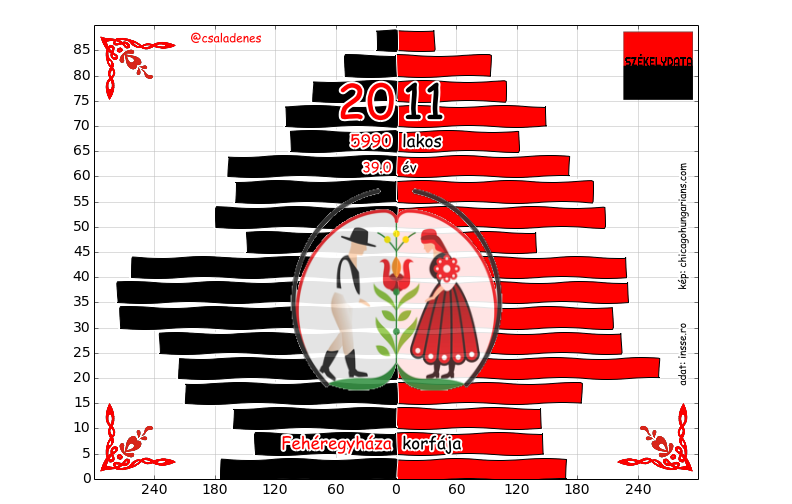 @csaladenes
SZÉKELYDATA
2011
5990 lakos
39.0 év
kép: chicagohungarians.com
adat: insse.ro
Fehéregyháza korfája
85
80
75
70
65
60
55
50
45
40
35
30
25
20
15
10
5
0
240 180 120 60 0 60 120 180 240